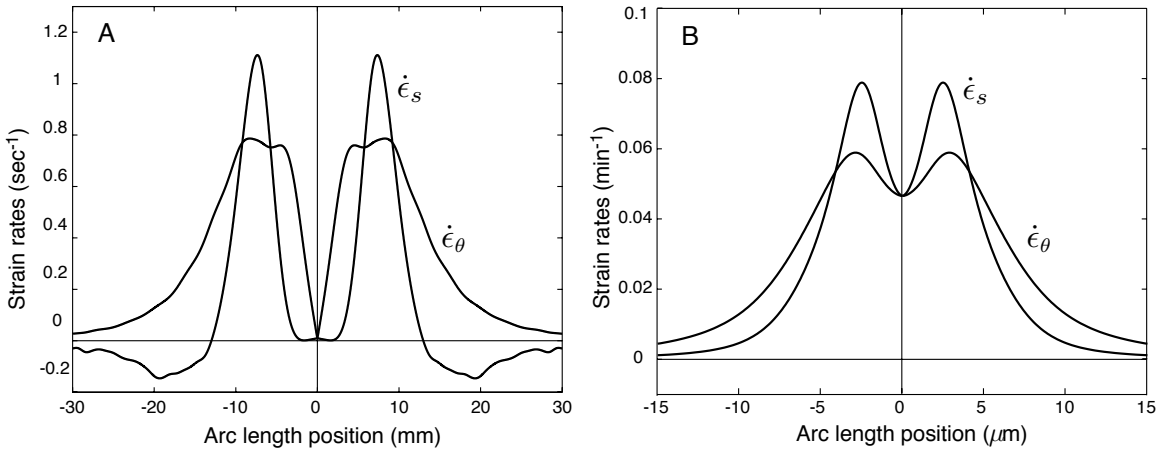 A
1.2
1
0.8
0.6
0.4
0.2
0
-0.2
Strain rates (sec-1)
ϵ̇s
ϵ̇θ
-30 -20 -10 0 10 20 30
Arc length position (mm)
B
0.1
0.08
0.06
0.04
0.02
0
Strain rates (min-1)
ϵ̇s
ϵ̇θ
-15 -10 -5 0 5 10 15
Arc length position (μm)